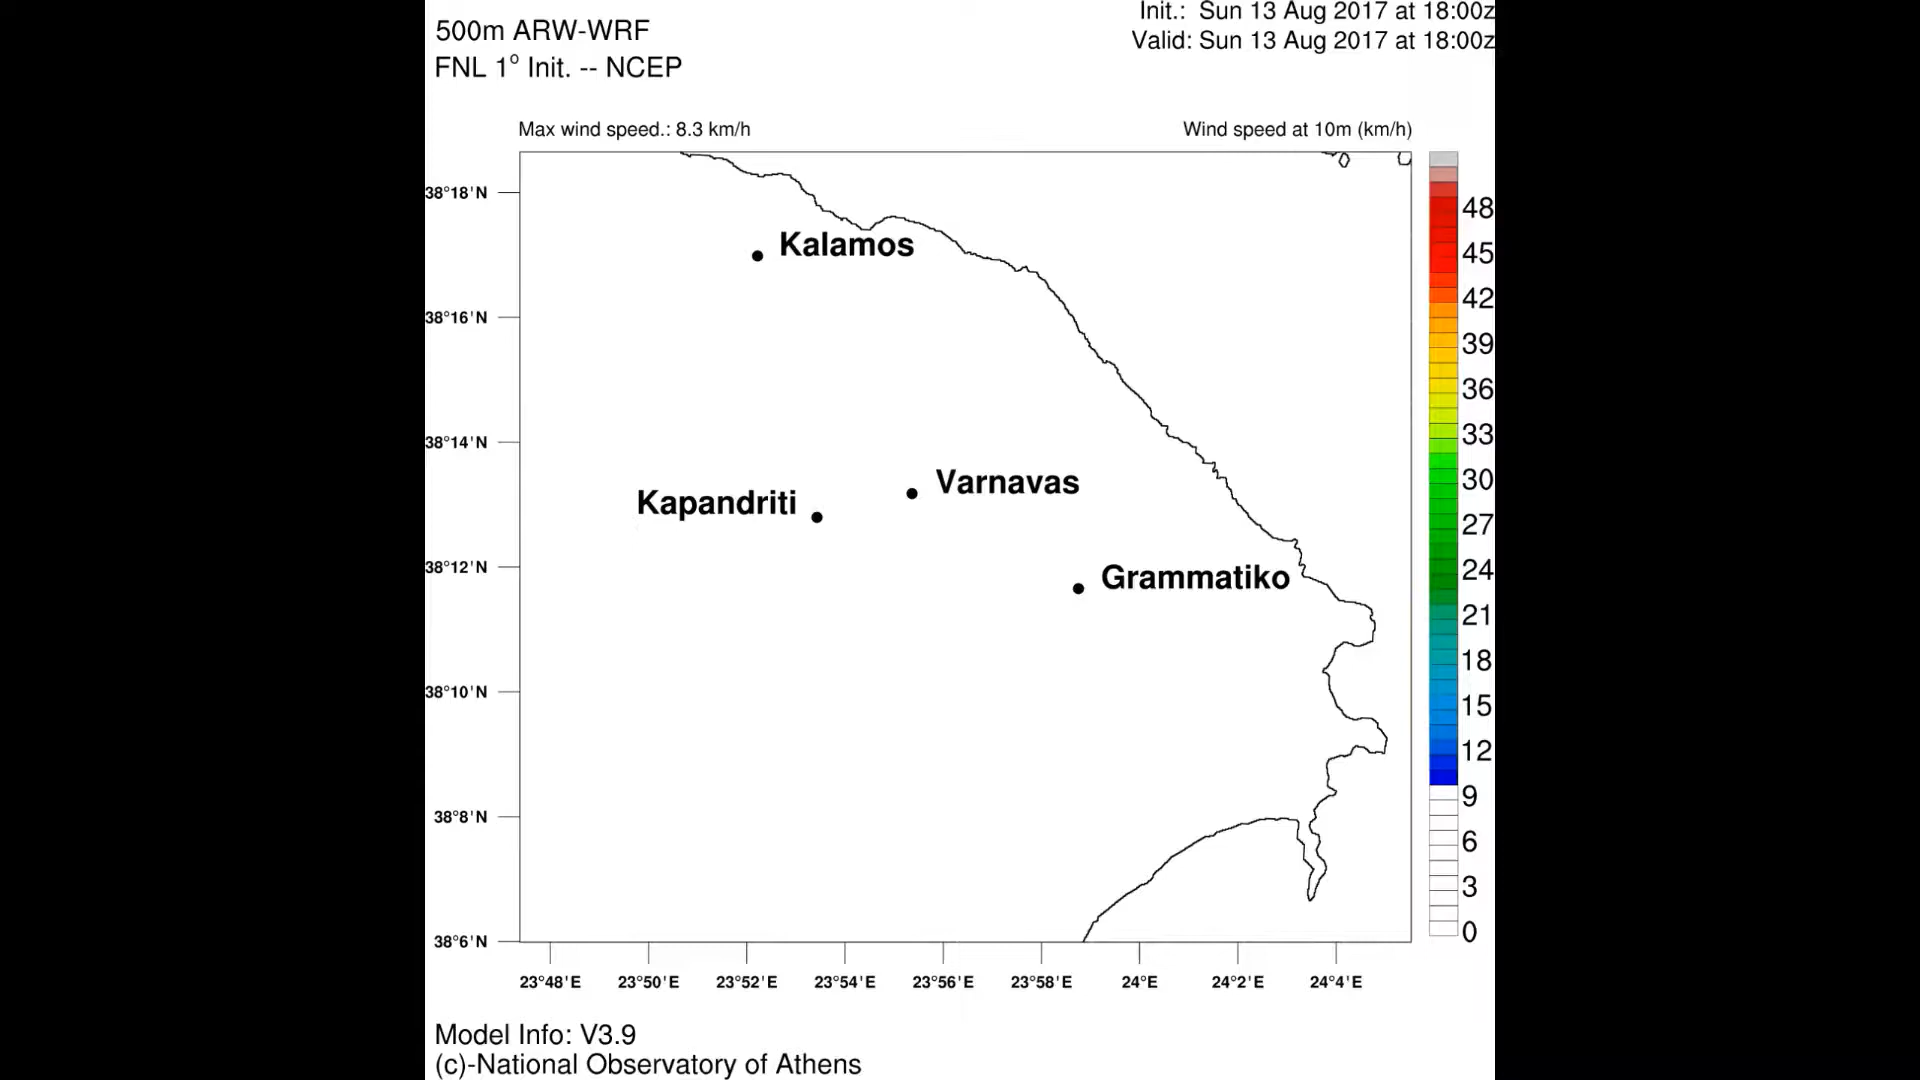 500m ARW-WRF
FNL 1° Init. -- NCEP
Init.: Sun 13 Aug 2017 at 18:00z
Valid: Sun 13 Aug 2017 at 18:00z
Max wind speed.: 8.3 km/h
Wind speed at 10m (km/h)
38°18'N
38°16'N
38°14'N
38°12'N
38°10'N
38°8'N
38°6'N
Kalamos
Varnavas
Kapandriti
Grammatiko
48
45
42
39
36
33
30
27
24
21
18
15
12
9
6
3
0
23°48'E 23°50'E 23°52'E 23°54'E 23°56'E 23°58'E 24°E 24°2'E 24°4'E
Model Info: V3.9
(c)-National Observatory of Athens